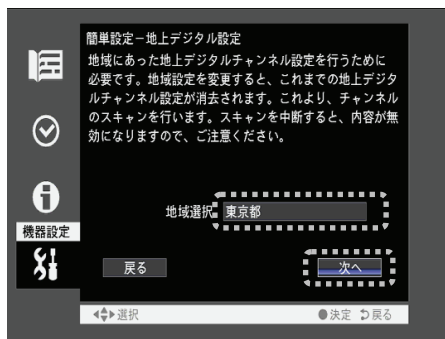 簡単設定－地上デジタル設定
地域にあった地上デジタルチャンネル設定を行うために
必要です。地域設定を変更すると、これまでの地上デジタ
ルチャンネル設定が消去されます。これより、チャンネル
のスキャンを行います。スキャンを中断すると、内容が無
効になりますので、ご注意ください。
地域選択 東京都
機器設定
戻る 次へ
選択 決定 戻る